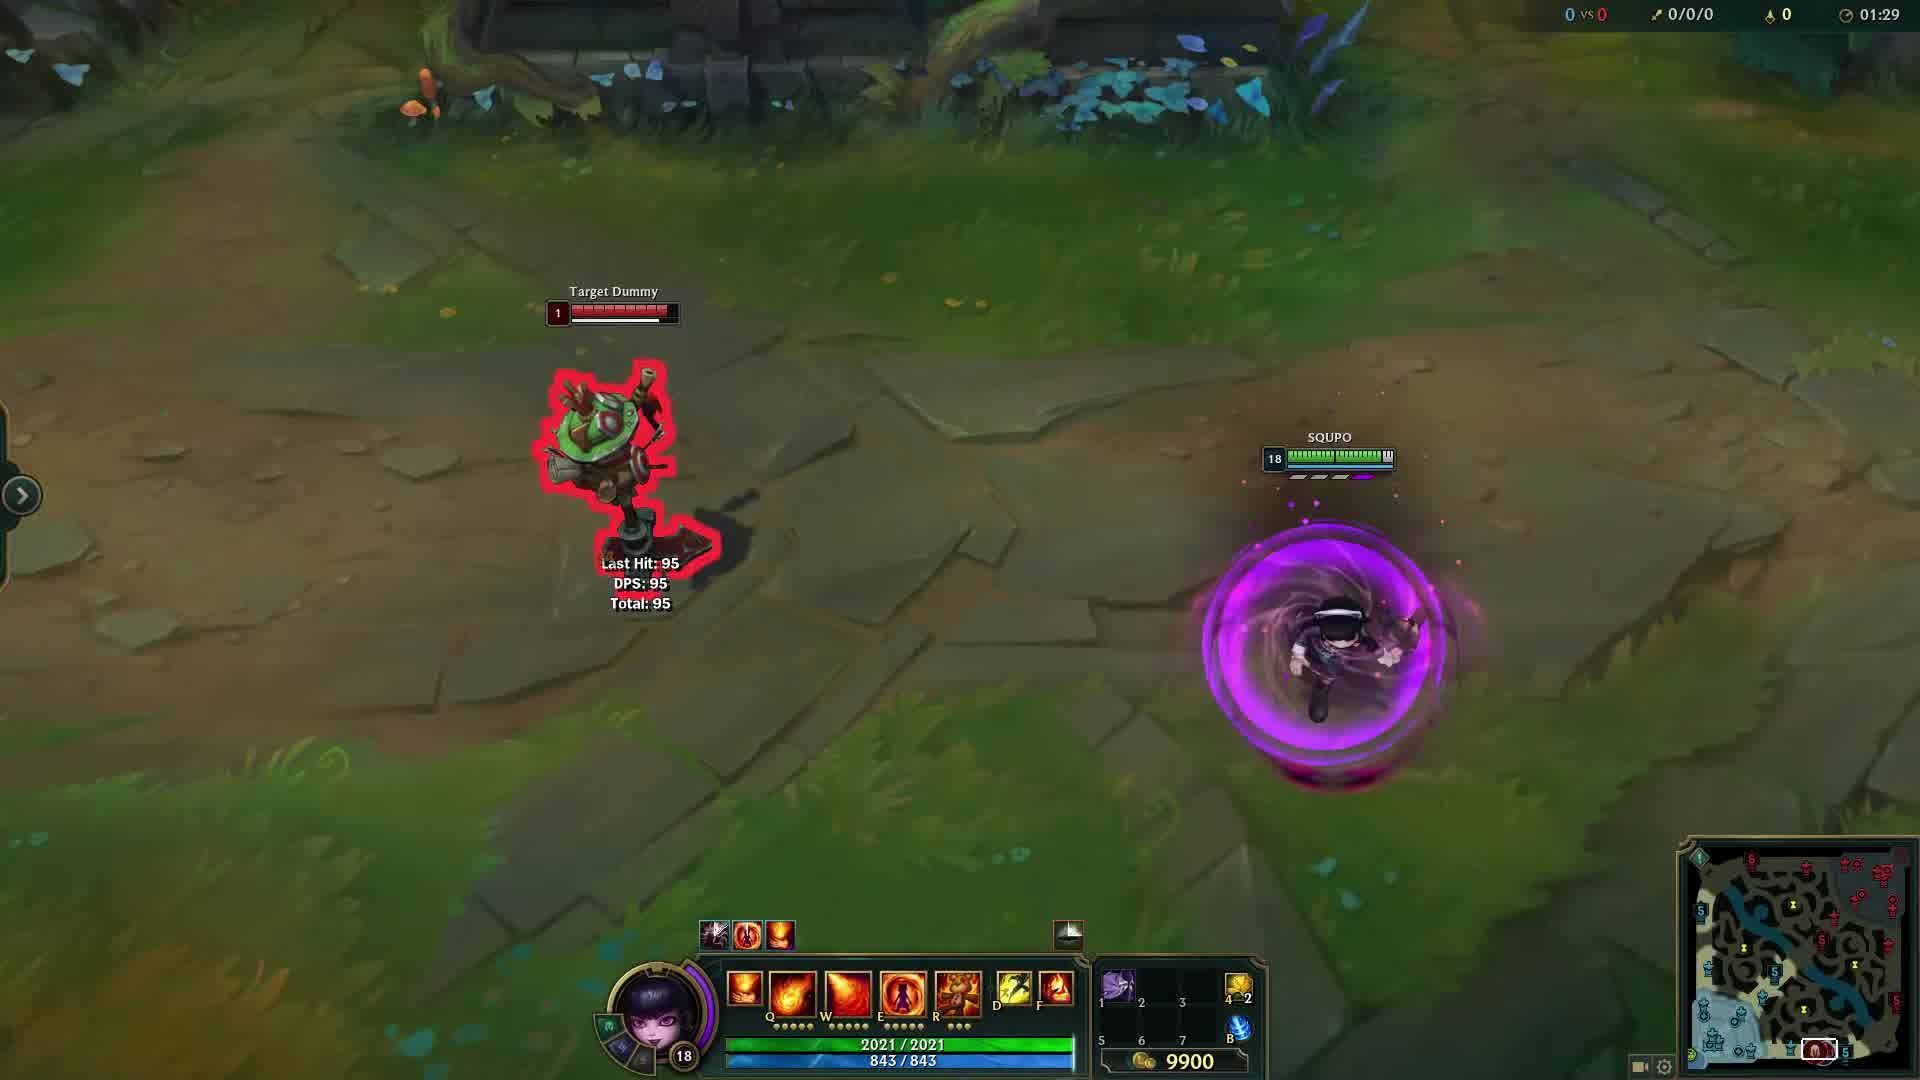 0 vs 0 0/0/0 0 01:29
Target Dummy
1
SQUPO
18
Last Hit: 95
DPS: 95
Total: 95
Q W E R D F
18
2021 / 2021
843 / 843
1 2 3 4 2
5 6 7 B
9900
S
S
S
S
S
S
S